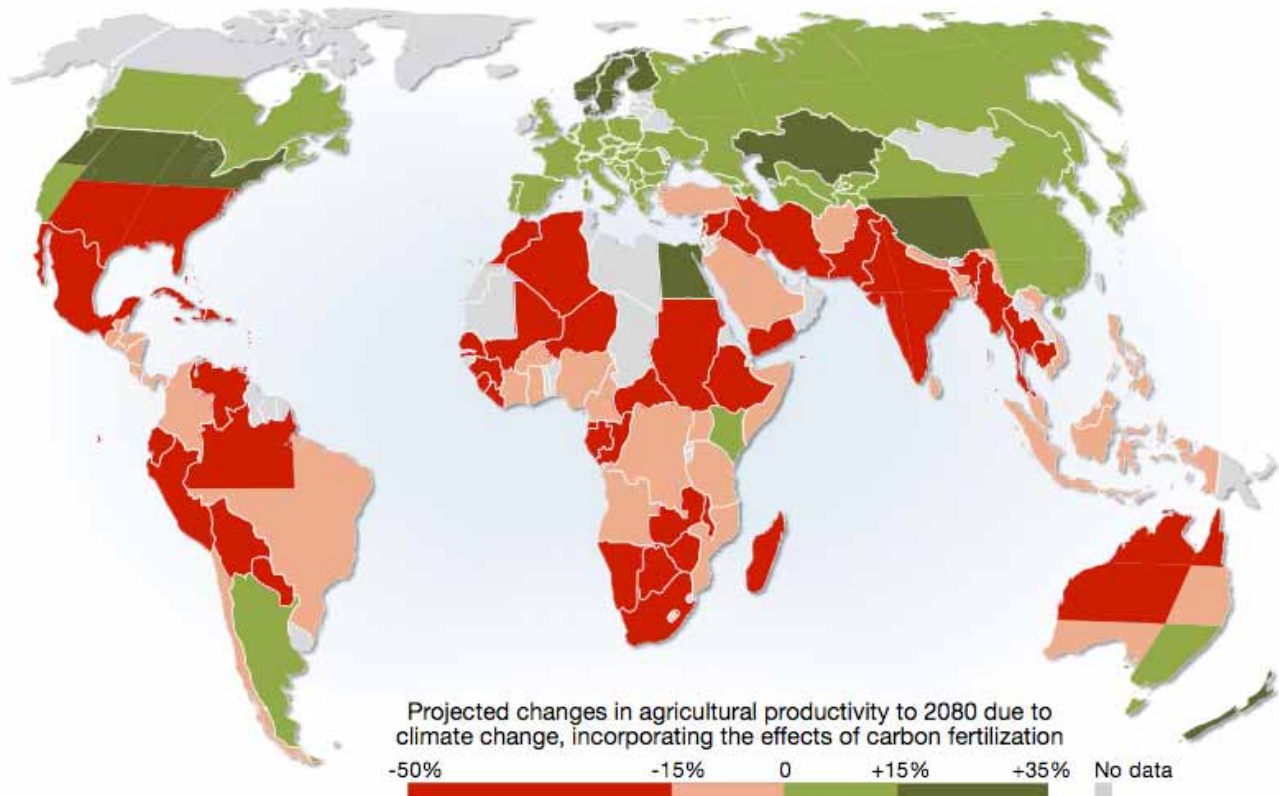 Projected changes in agricultural productivity to 2080 due to
climate change, incorporating the effects of carbon fertilization
-50% -15% 0 +15% +35% No data